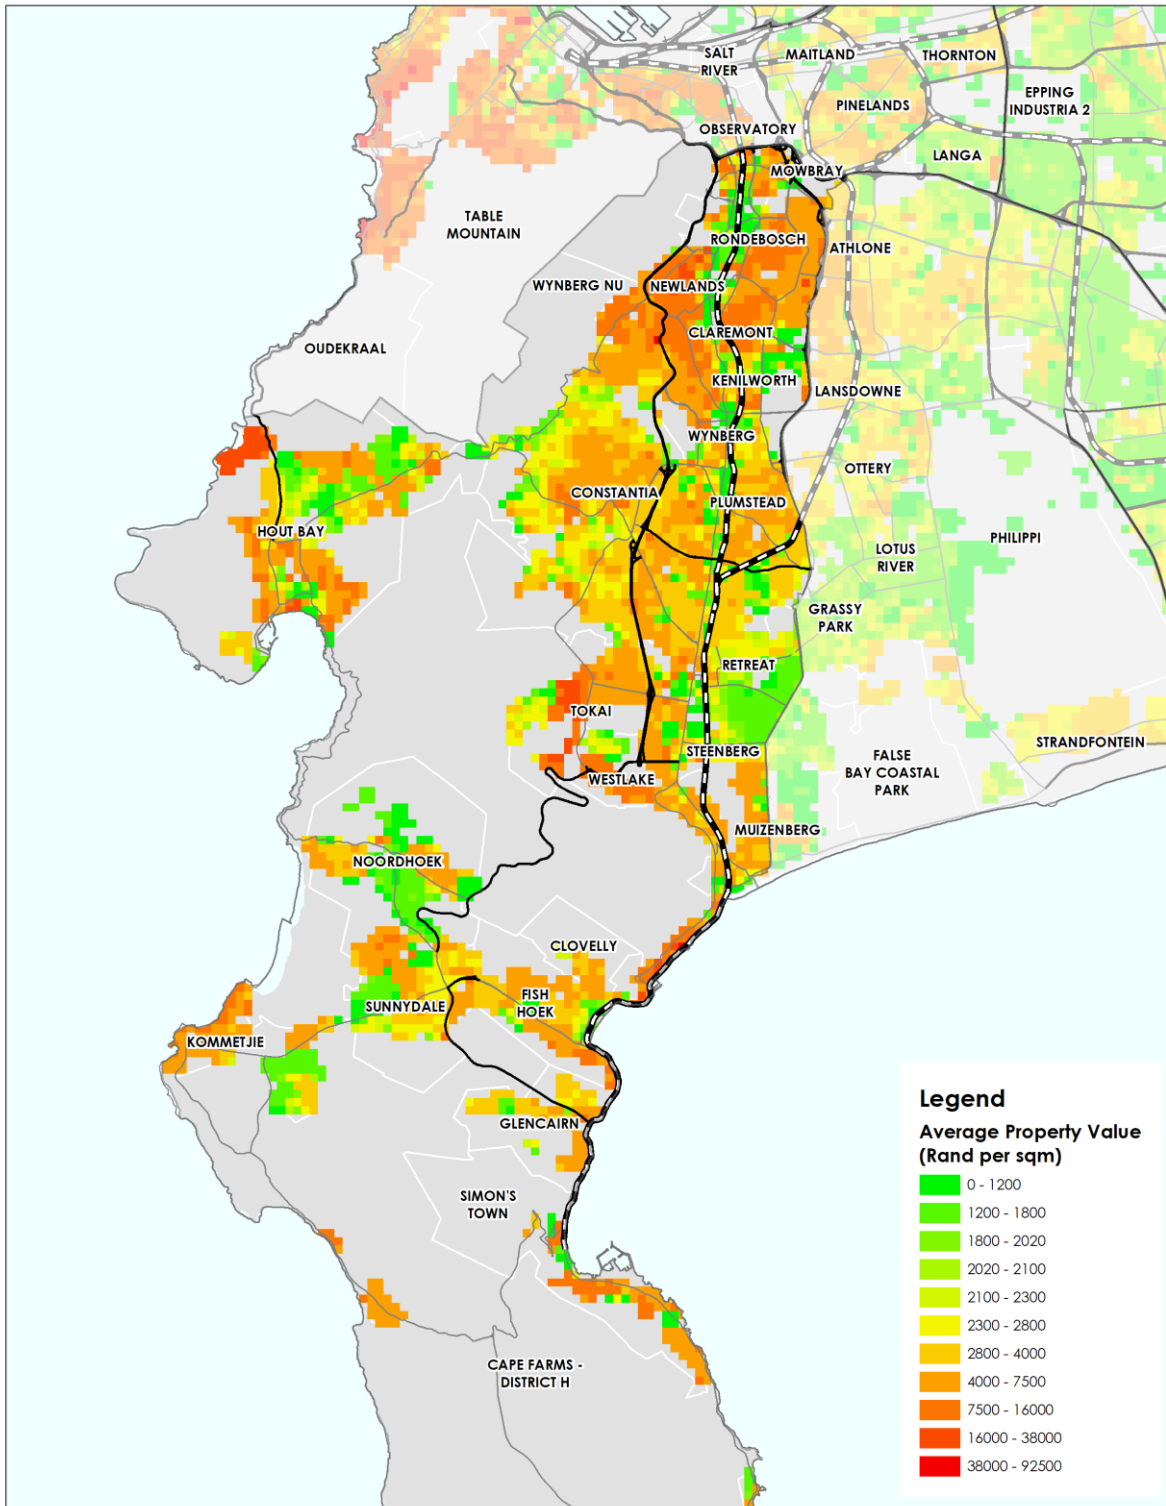 SALT
RIVER
MAITLAND
THORNTON
EPPING
INDUSTRIA 2
PINELANDS
OBSERVATORY
LANGA
MOWBRAY
TABLE
MOUNTAIN
RONDEBOSCH
ATHLONE
WYNBERG NU
NEWLANDS
CLAREMONT
OUDEKRAAL
KENILWORTH
LANSDOWNE
WYNBERG
OTTERY
CONSTANTIA
PLUMSTEAD
HOUT BAY
PHILIPPI
LOTUS
RIVER
GRASSY
PARK
RETREAT
TOKAI
STEENBERG
STRANDFONTEIN
FALSE
BAY COASTAL
PARK
WESTLAKE
MUIZENBERG
NOORDHOEK
CLOVELLY
FISH
HOEK
SUNNYDALE
KOMMETJIE
GLENCAIRN
SIMON'S
TOWN
CAPE FARMS -
DISTRICT H
Legend
Average Property Value
(Rand per sqm)
0 - 1200
1200 - 1800
1800 - 2020
2020 - 2100
2100 - 2300
2300 - 2800
2800 - 4000
4000 - 7500
7500 - 16000
16000 - 38000
38000 - 92500